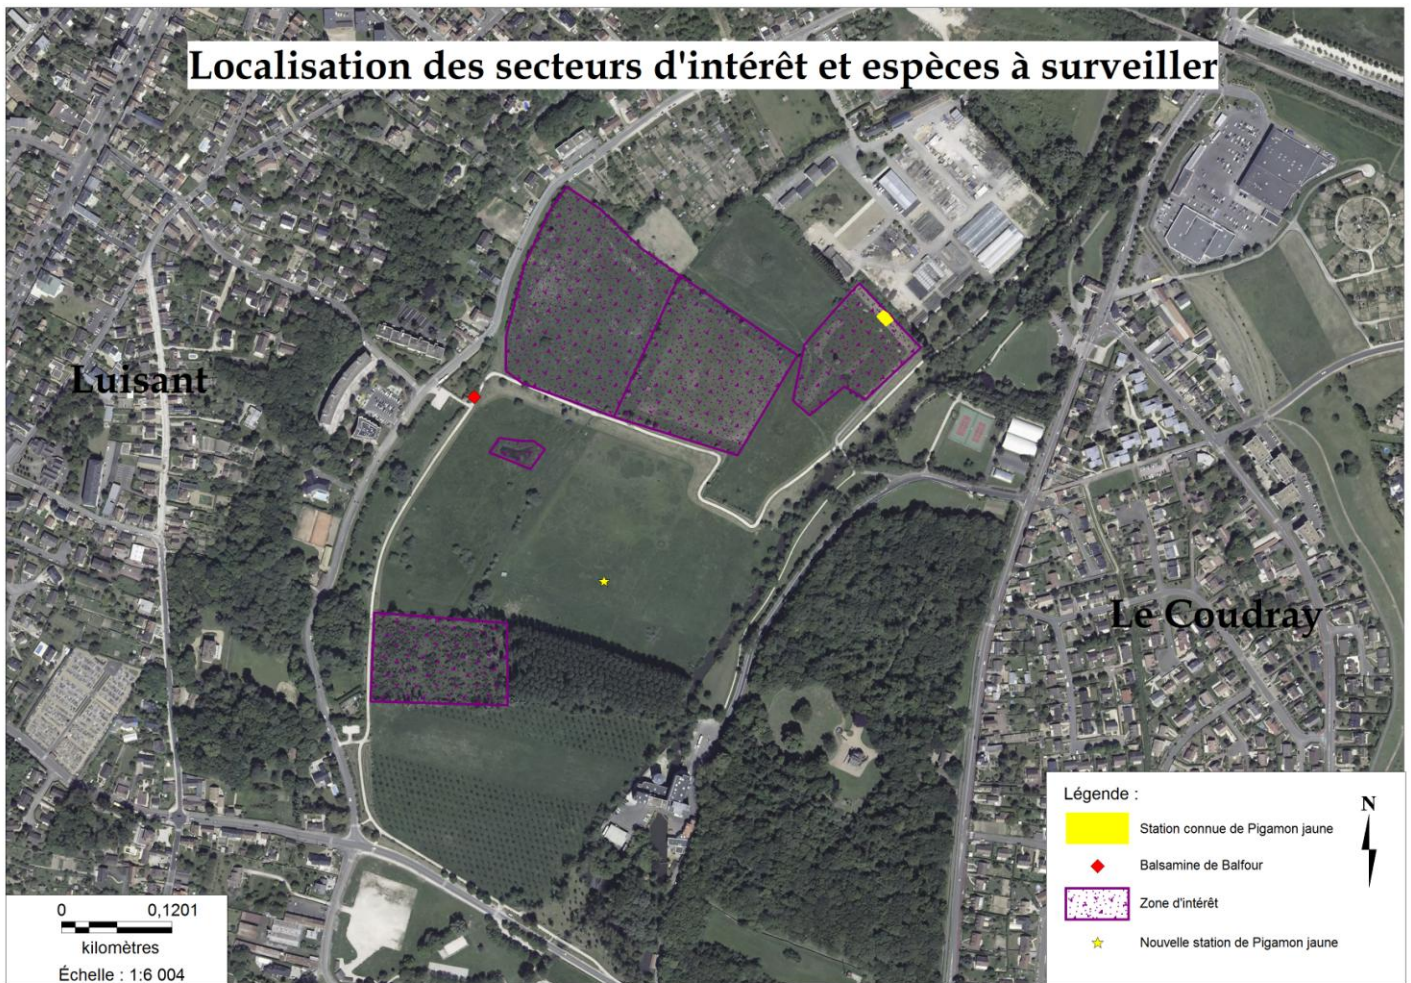 Localisation des secteurs d'intérêt et espèces à surveiller
Luisant
Le Coudray
Légende :
Station connue de Pigamon jaune
Balsamine de Balfour
Zone d'intérêt
Nouvelle station de Pigamon jaune
N
0 0,1201
kilomètres
Échelle : 1:6 004